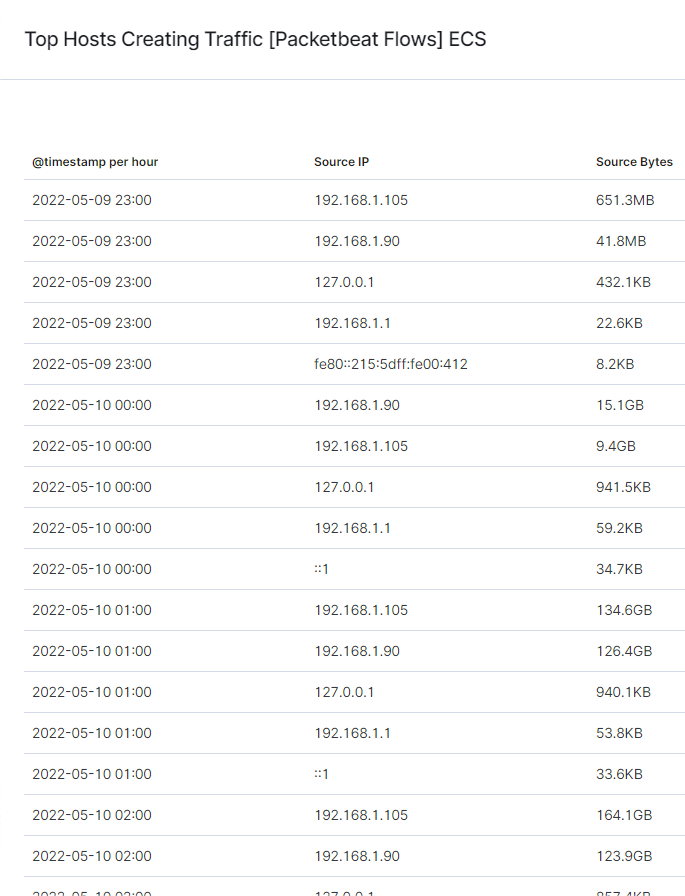 Top Hosts Creating Traffic [Packetbeat Flows] ECS
@timestamp per hour Source IP Source Bytes
2022-05-09 23:00 192.168.1.105 651.3MB
2022-05-09 23:00 192.168.1.90 41.8MB
2022-05-09 23:00 127.0.0.1 432.1KB
2022-05-09 23:00 192.168.1.1 22.6KB
2022-05-09 23:00 fe80::215:5dff:fe00:412 8.2KB
2022-05-10 00:00 192.168.1.90 15.1GB
2022-05-10 00:00 192.168.1.105 9.4GB
2022-05-10 00:00 127.0.0.1 941.5KB
2022-05-10 00:00 192.168.1.1 59.2KB
2022-05-10 00:00 ::1 34.7KB
2022-05-10 01:00 192.168.1.105 134.6GB
2022-05-10 01:00 192.168.1.90 126.4GB
2022-05-10 01:00 127.0.0.1 940.1KB
2022-05-10 01:00 192.168.1.1 53.8KB
2022-05-10 01:00 ::1 33.6KB
2022-05-10 02:00 192.168.1.105 164.1GB
2022-05-10 02:00 192.168.1.90 123.9GB